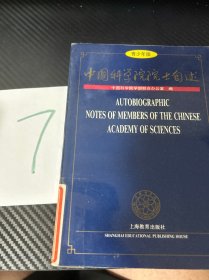 青少年版
中国科学院院士自述
中国科学院学部联合办公室 编
AUTOBIOGRAPHIC
NOTES OF MEMBERS OF THE CHINESE
ACADEMY OF SCIENCES
7
上海教育出版社
SHANGHAI EDUCATIONAL PUBLISHING HOUSE